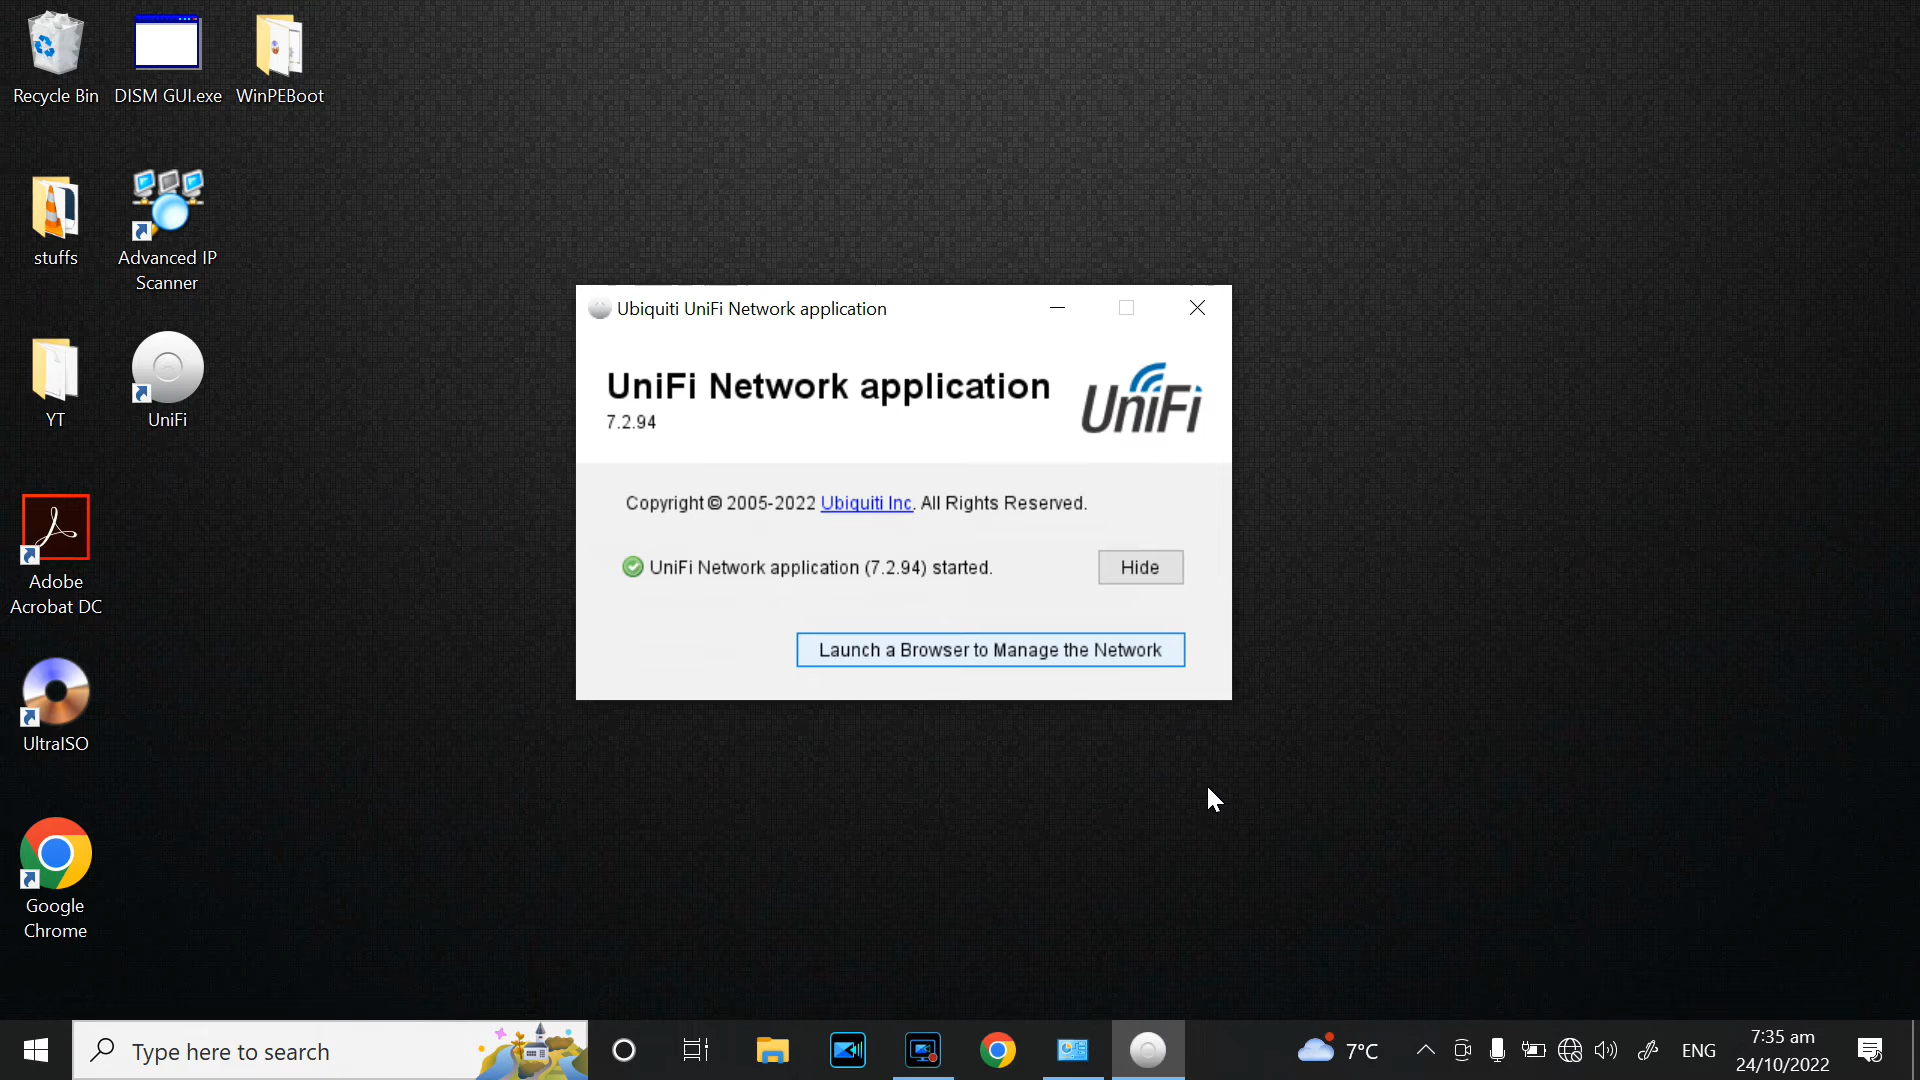 Recycle Bin
DISM GUI.exe
WinPEBoot
stuffs
Advanced IP
Scanner
YT
UniFi
Adobe
Acrobat DC
UltraISO
Google
Chrome
Ubiquiti UniFi Network application
UniFi Network application
7.2.94
UniFi
Copyright © 2005-2022 Ubiquiti Inc. All Rights Reserved.
UniFi Network application (7.2.94) started.
Hide
Launch a Browser to Manage the Network
Type here to search
7°C
ENG
7:35 am
24/10/2022